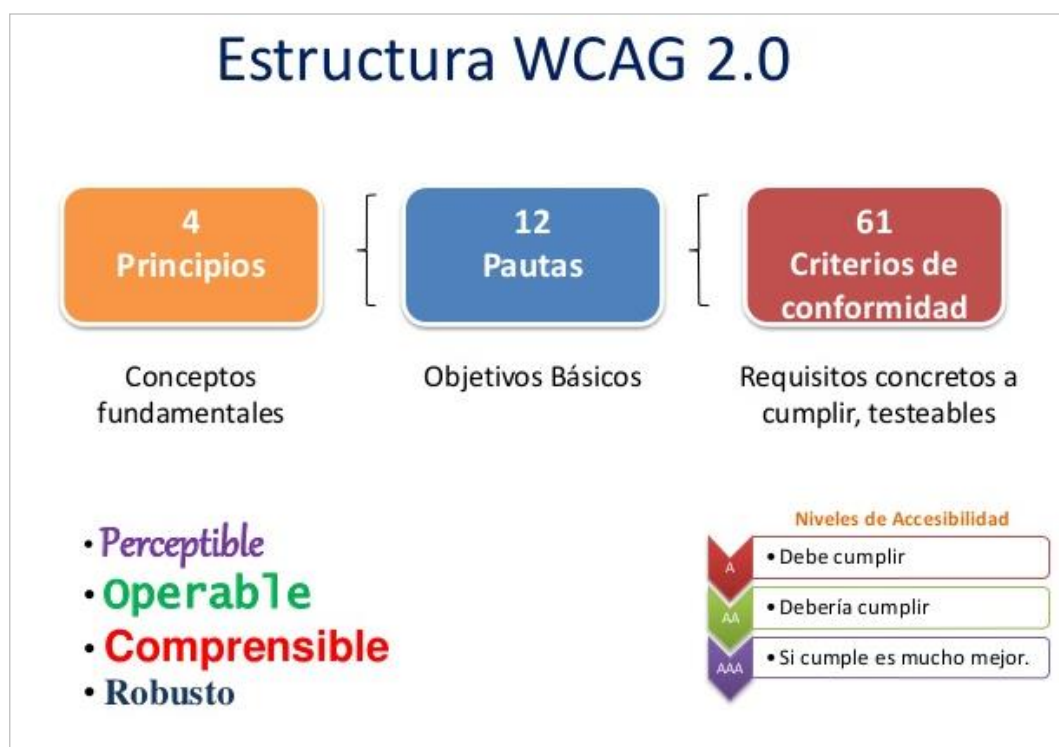 Estructura WCAG 2.0
4
Principios
12
Pautas
61
Criterios de
conformidad
Conceptos
fundamentales
Objetivos Básicos
Requisitos concretos a
cumplir, testeables
• Perceptible
• Operable
• Comprensible
• Robusto
Niveles de Accesibilidad
A
• Debe cumplir
AA
• Debería cumplir
AAA
• Si cumple es mucho mejor.